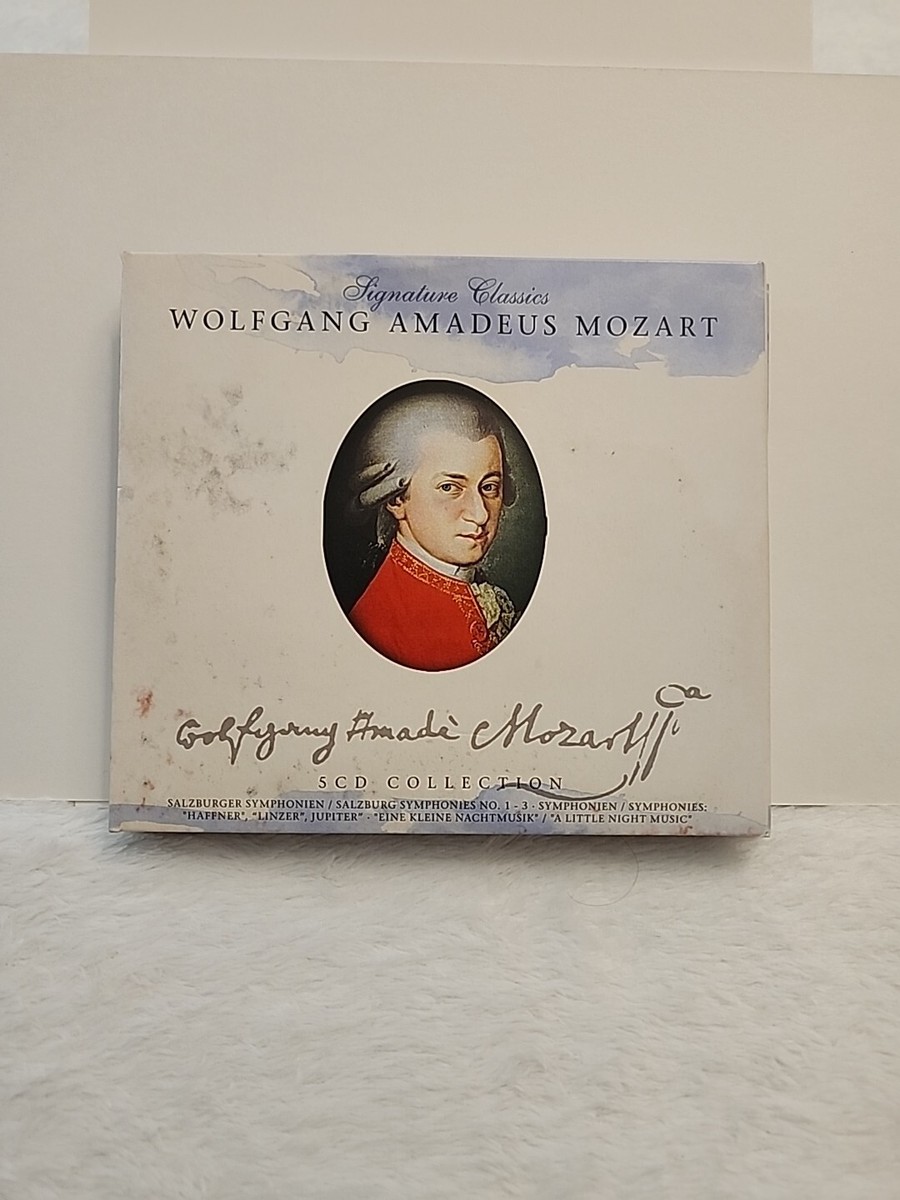 Signature Classics
WOLFGANG AMADEUS MOZART
Wolfgang Amadè Mozart
5CD COLLECTION
SALZBURGER SYMPHONIEN / SALZBURG SYMPHONIES NO. 1 - 3 · SYMPHONIEN / SYMPHONIES:
"HAFFNER", "LINZER", JUPITER" · "EINE KLEINE NACHTMUSIK" / "A LITTLE NIGHT MUSIC"